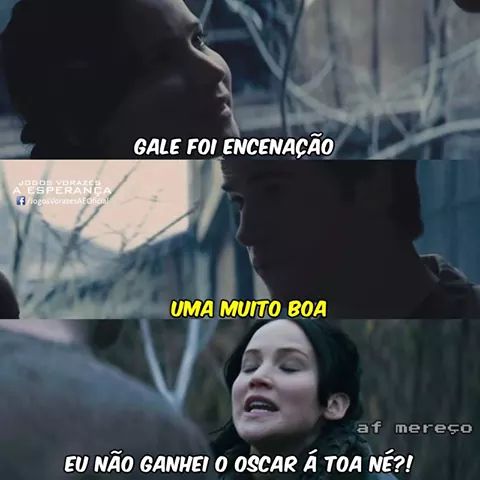 GALE FOI ENCENAÇÃO
JOGOS VORAZES
A ESPERANÇA
f /JogosVorazesAEOficial
UMA MUITO BOA
af mereço
EU NÃO GANHEI O OSCAR Á TOA NÉ?!